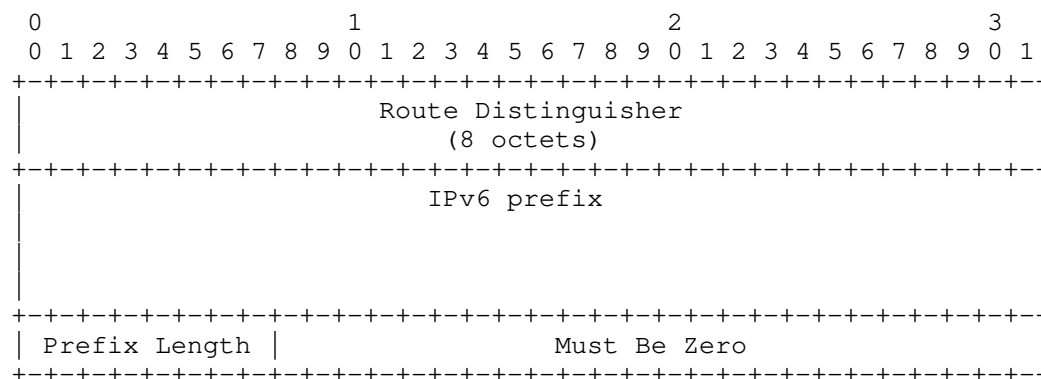 0                   1                   2                   3
0 1 2 3 4 5 6 7 8 9 0 1 2 3 4 5 6 7 8 9 0 1 2 3 4 5 6 7 8 9 0 1
+-+-+-+-+-+-+-+-+-+-+-+-+-+-+-+-+-+-+-+-+-+-+-+-+-+-+-+-+-+-+-+-
| Route Distinguisher
| (8 octets)
+-+-+-+-+-+-+-+-+-+-+-+-+-+-+-+-+-+-+-+-+-+-+-+-+-+-+-+-+-+-+-+-
| IPv6 prefix
|
|
|
+-+-+-+-+-+-+-+-+-+-+-+-+-+-+-+-+-+-+-+-+-+-+-+-+-+-+-+-+-+-+-+-
| Prefix Length | Must Be Zero
+-+-+-+-+-+-+-+-+-+-+-+-+-+-+-+-+-+-+-+-+-+-+-+-+-+-+-+-+-+-+-+-